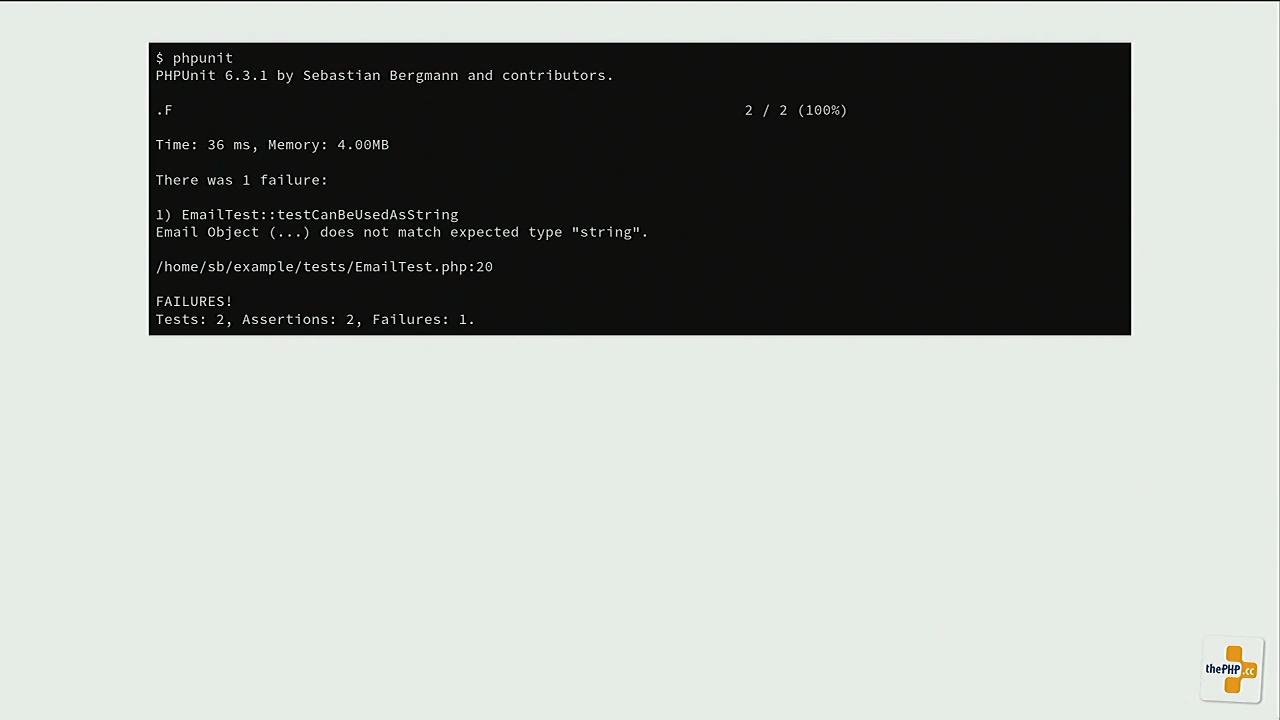 $ phpunit
PHPUnit 6.3.1 by Sebastian Bergmann and contributors.
.F 2 / 2 (100%)
Time: 36 ms, Memory: 4.00MB
There was 1 failure:
1) EmailTest::testCanBeUsedAsString
Email Object (...) does not match expected type "string".
/home/sb/example/tests/EmailTest.php:20
FAILURES!
Tests: 2, Assertions: 2, Failures: 1.
thePHP.cc